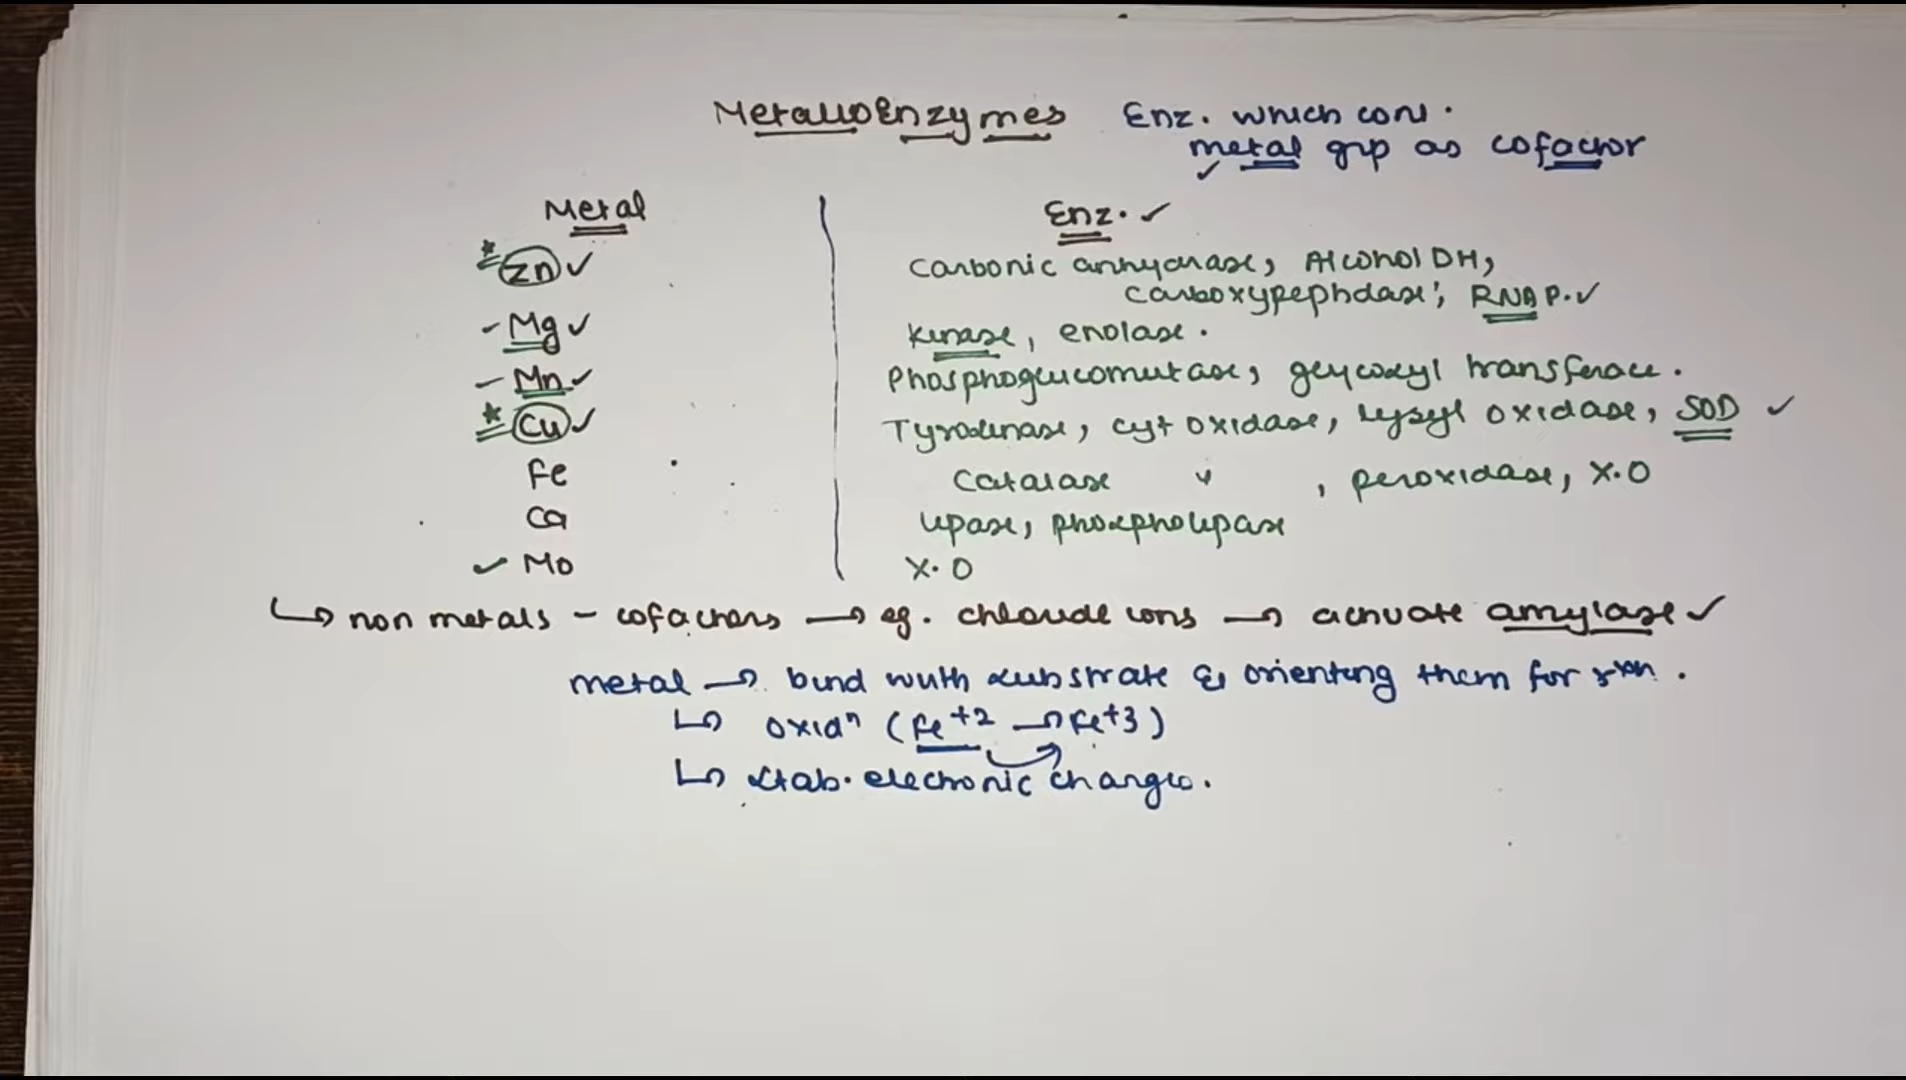 MetalloEnzymes Enz. which con.
metal grp as cofactor
Metal Enz.
Zn Carbonic anhydrase, Alcohol DH,
carboxypeptidase, RNA P.
Mg Kinase, enolase.
Mn Phosphoglucomutase, glycosyl transferase.
Cu Tyrosinase, cyt oxidase, lysyl oxidase, SOD
Fe Catalase " , peroxidase, X.O
Ca lipase, phospholipase
Mo X.O
↳ non metals - cofactors → eg. chloride ions → activate amylase
metal → bind with substrate & orienting them for rxn.
↳ oxidⁿ (Fe+2 → Fe+3)
↳ stab. electronic changes.